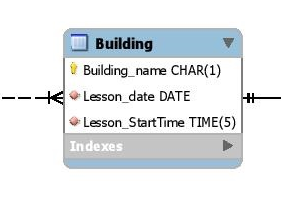 Building
Building_name CHAR(1)
Lesson_date DATE
Lesson_StartTime TIME(5)
Indexes